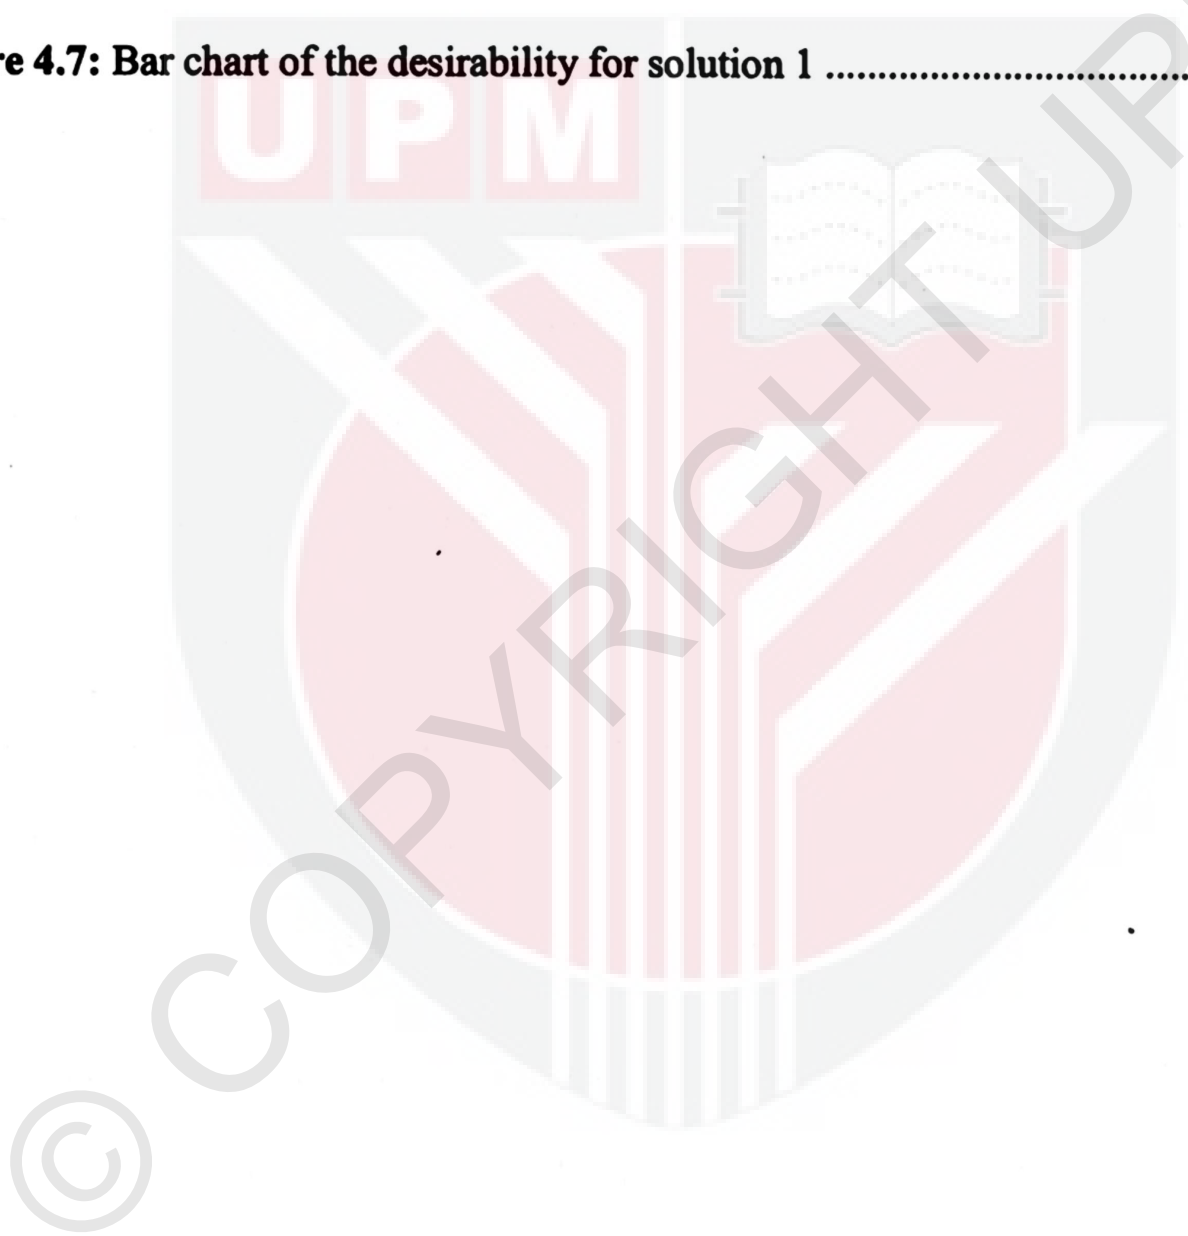 re 4.7: Bar chart of the desirability for solution 1 ....................................
UPM
© COPYRIGHT UP